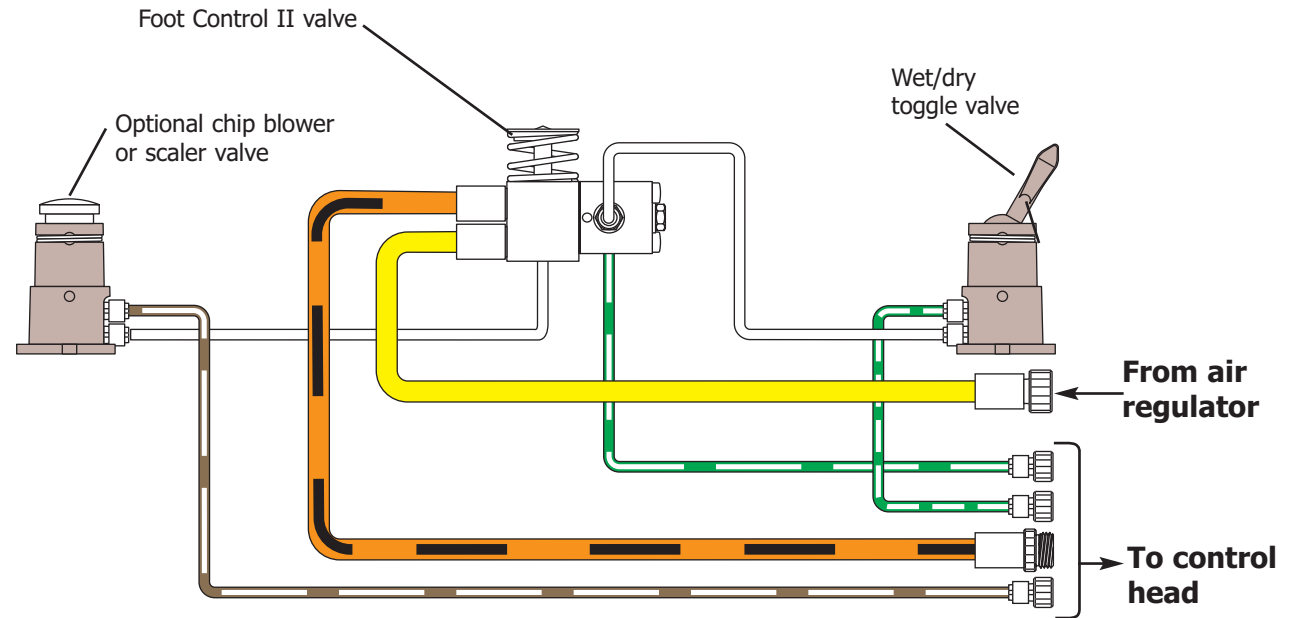 Foot Control II valve
Optional chip blower
or scaler valve
Wet/dry
toggle valve
From air
regulator
To control
head